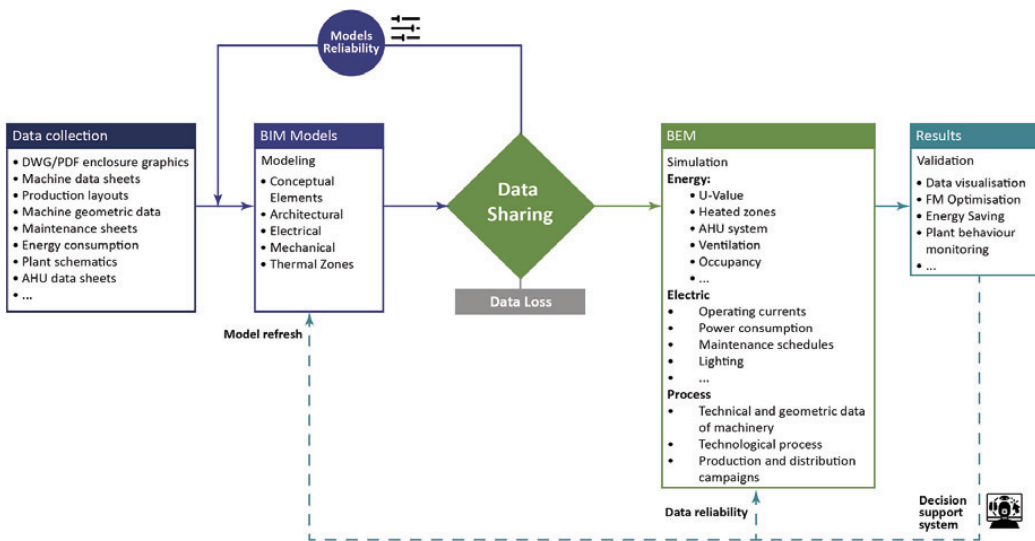 Models
Reliability
Data collection
• DWG/PDF enclosure graphics
• Machine data sheets
• Production layouts
• Machine geometric data
• Maintenance sheets
• Energy consumption
• Plant schematics
• AHU data sheets
• ...
BIM Models
Modeling
• Conceptual
Elements
• Architectural
• Electrical
• Mechanical
• Thermal Zones
Data
Sharing
Data Loss
BEM
Simulation
Energy:
• U-Value
• Heated zones
• AHU system
• Ventilation
• Occupancy
• ...
Electric
• Operating currents
• Power consumption
• Maintenance schedules
• Lighting
• ...
Process
• Technical and geometric data
of machinery
• Technological process
• Production and distribution
campaigns
Results
Validation
• Data visualisation
• FM Optimisation
• Energy Saving
• Plant behaviour
monitoring
• ...
Model refresh
Data reliability
Decision
support
system